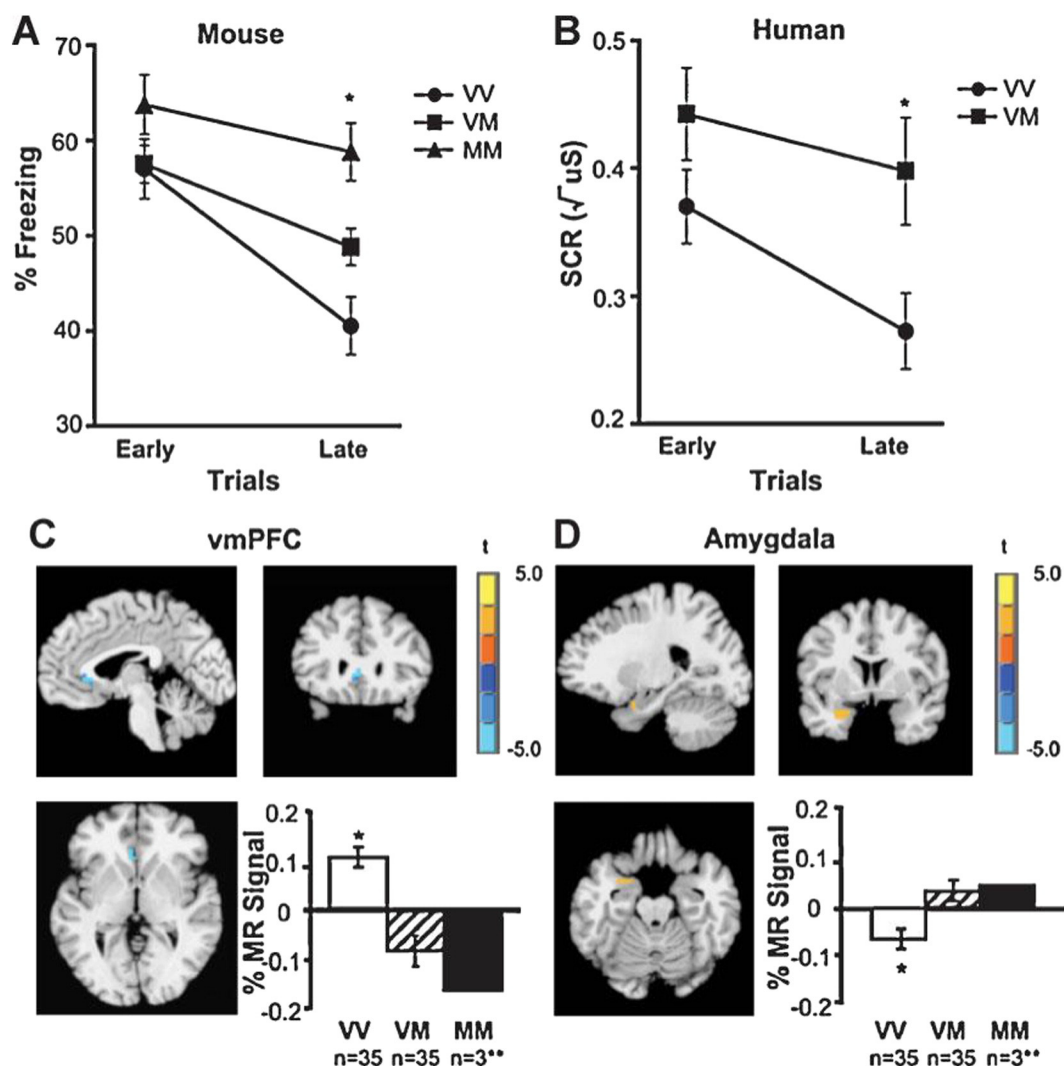 A
Mouse
70
60
50
40
30
% Freezing
VV
VM
MM
*
Early Late
Trials
B
Human
0.5
0.4
0.3
0.2
SCR (√uS)
VV
VM
*
Early Late
Trials
C
vmPFC
t
5.0
-5.0
0.2
0.1
0
-0.1
-0.2
% MR Signal
*
VV VM MM
n=35 n=35 n=3**
D
Amygdala
t
5.0
-5.0
0.2
0.1
0
-0.1
-0.2
% MR Signal
*
VV VM MM
n=35 n=35 n=3**